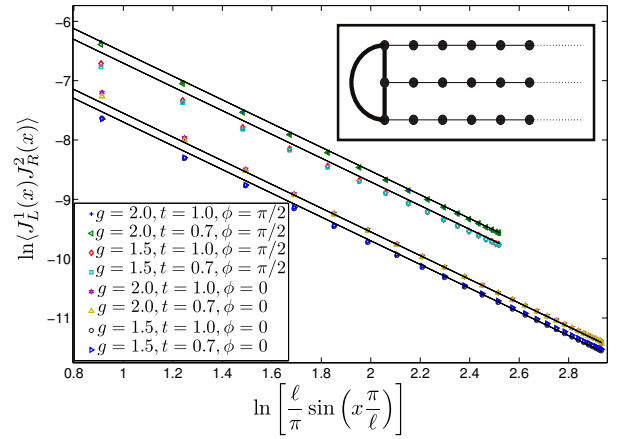 −6
−7
−8
−9
−10
−11
ln⟨J_L^1(x)J_R^2(x)⟩
g = 2.0, t = 1.0, ϕ = π/2
g = 2.0, t = 0.7, ϕ = π/2
g = 1.5, t = 1.0, ϕ = π/2
g = 1.5, t = 0.7, ϕ = π/2
g = 2.0, t = 1.0, ϕ = 0
g = 2.0, t = 0.7, ϕ = 0
g = 1.5, t = 1.0, ϕ = 0
g = 1.5, t = 0.7, ϕ = 0
0.8 1 1.2 1.4 1.6 1.8 2 2.2 2.4 2.6 2.8
ln [ℓ/π sin (x π/ℓ)]